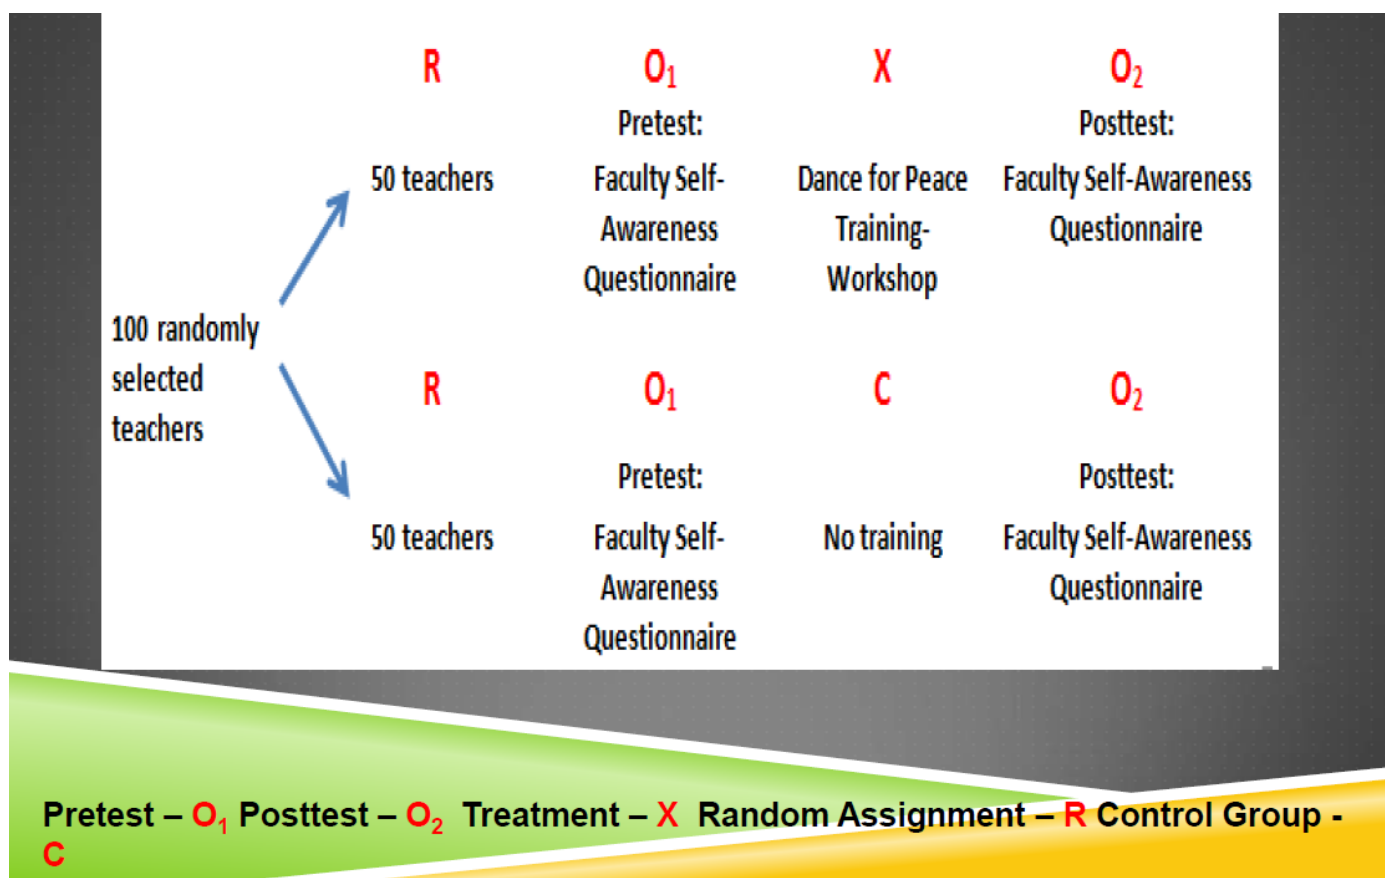 R O₁ X O₂
Pretest: Posttest:
50 teachers Faculty Self- Dance for Peace Faculty Self-Awareness
Awareness Training- Questionnaire
Questionnaire Workshop
100 randomly
selected
teachers
R O₁ C O₂
Pretest: Posttest:
50 teachers Faculty Self- No training Faculty Self-Awareness
Awareness Questionnaire
Questionnaire
Pretest – O₁ Posttest – O₂ Treatment – X Random Assignment – R Control Group -
C